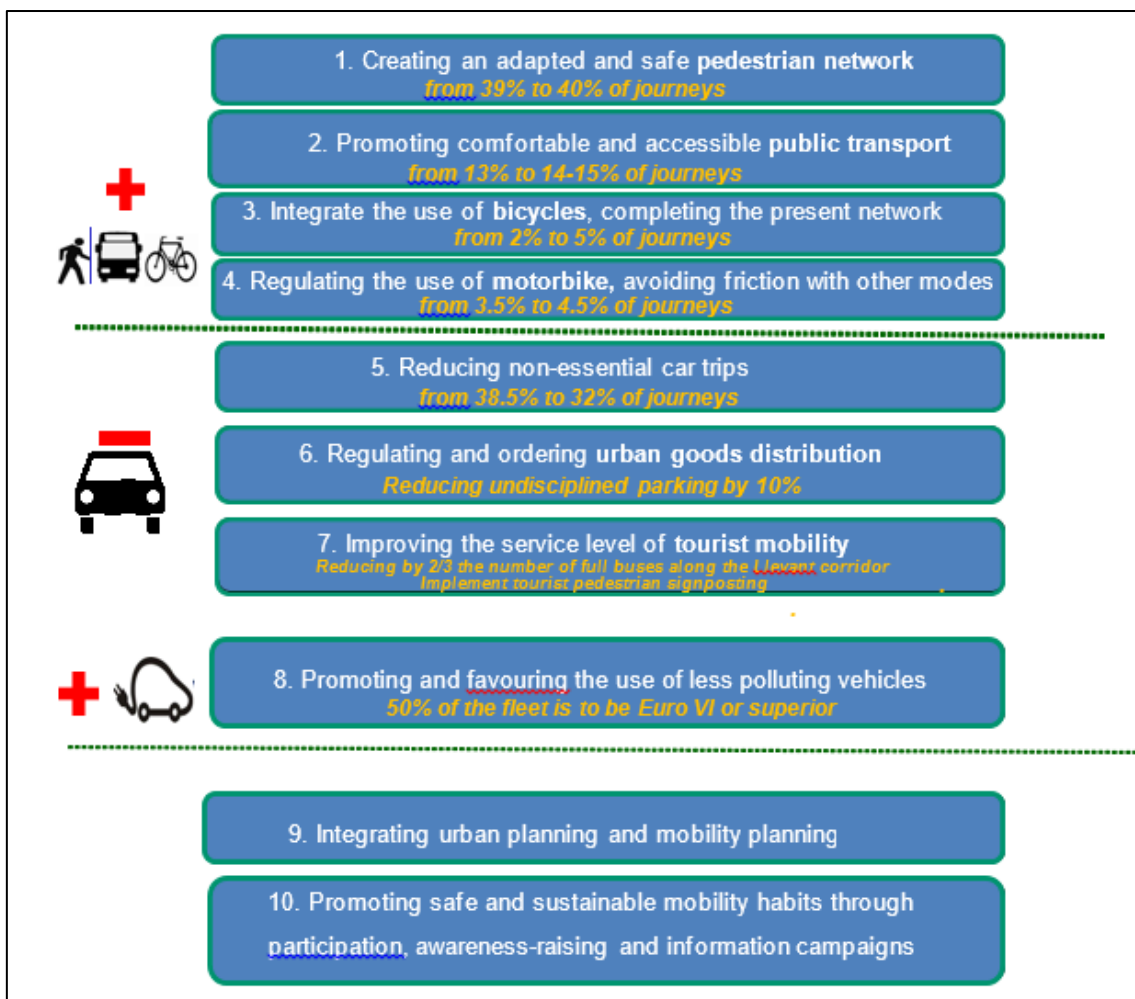 1. Creating an adapted and safe pedestrian network
from 39% to 40% of journeys
2. Promoting comfortable and accessible public transport
from 13% to 14-15% of journeys
3. Integrate the use of bicycles, completing the present network
from 2% to 5% of journeys
4. Regulating the use of motorbike, avoiding friction with other modes
from 3.5% to 4.5% of journeys
5. Reducing non-essential car trips
from 38.5% to 32% of journeys
6. Regulating and ordering urban goods distribution
Reducing undisciplined parking by 10%
7. Improving the service level of tourist mobility
Reducing by 2/3 the number of full buses along the Llevant corridor
Implement tourist pedestrian signposting
8. Promoting and favouring the use of less polluting vehicles
50% of the fleet is to be Euro VI or superior
9. Integrating urban planning and mobility planning
10. Promoting safe and sustainable mobility habits through
participation, awareness-raising and information campaigns